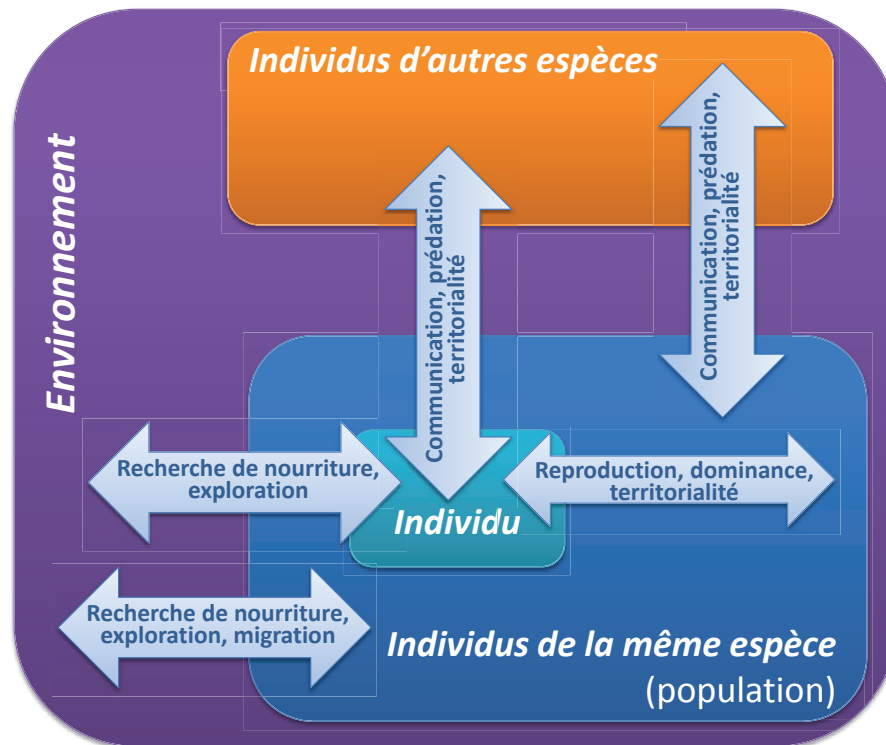 Individus d'autres espèces
Environnement
Communication, prédation,
territorialité
Communication, prédation,
territorialité
Recherche de nourriture,
exploration
Reproduction, dominance,
territorialité
Individu
Recherche de nourriture,
exploration, migration
Individus de la même espèce
(population)